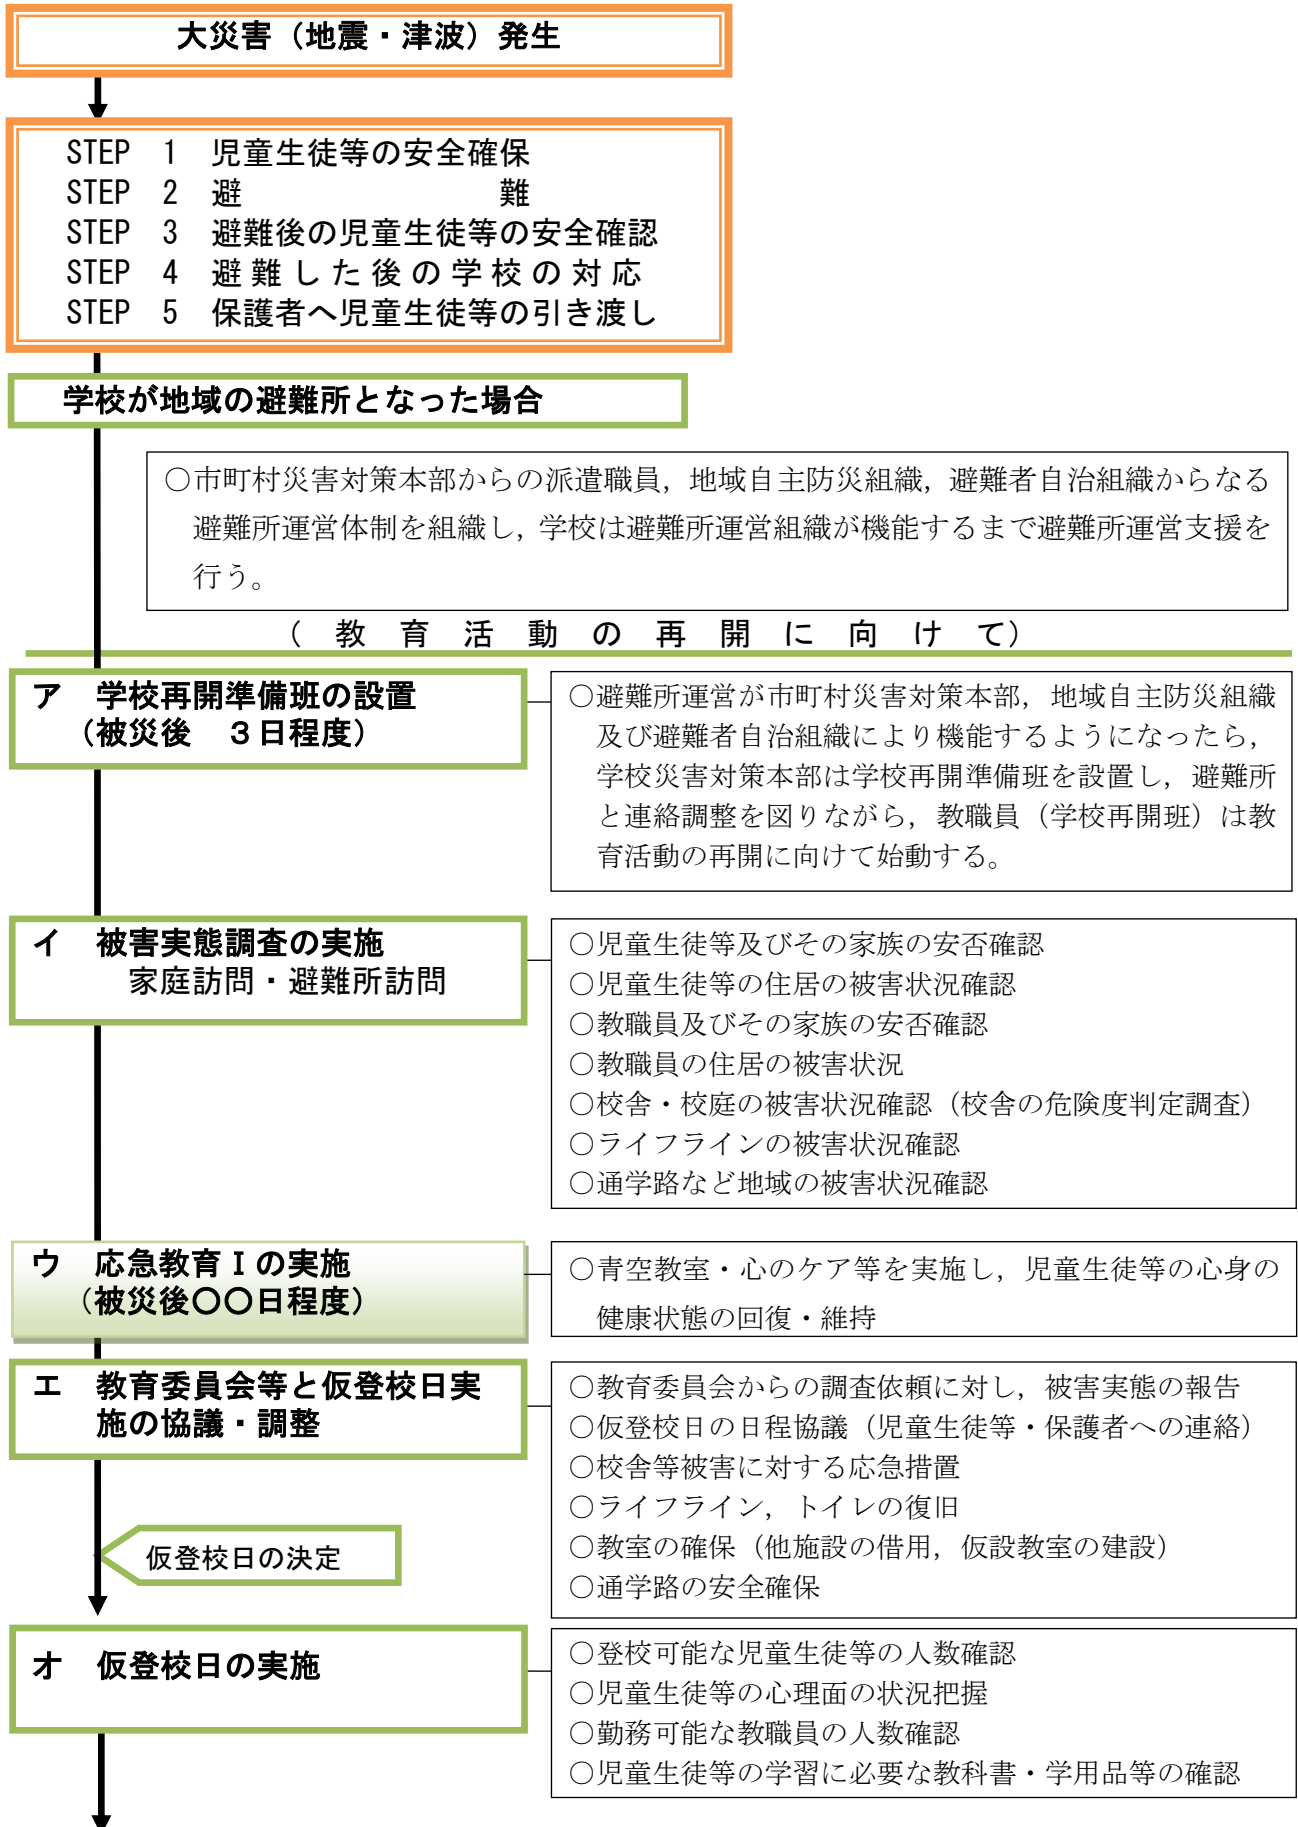 大災害（地震・津波）発生
STEP 1 児童生徒等の安全確保
STEP 2 避 難
STEP 3 避難後の児童生徒等の安全確認
STEP 4 避難した後の学校の対応
STEP 5 保護者へ児童生徒等の引き渡し
学校が地域の避難所となった場合
○市町村災害対策本部からの派遣職員，地域自主防災組織，避難者自治組織からなる
避難所運営体制を組織し，学校は避難所運営組織が機能するまで避難所運営支援を
行う。
（教育活動の再開に向けて）
ア 学校再開準備班の設置
（被災後 ３日程度）
○避難所運営が市町村災害対策本部，地域自主防災組織
及び避難者自治組織により機能するようになったら，
学校災害対策本部は学校再開準備班を設置し，避難所
と連絡調整を図りながら，教職員（学校再開班）は教
育活動の再開に向けて始動する。
イ 被害実態調査の実施
家庭訪問・避難所訪問
○児童生徒等及びその家族の安否確認
○児童生徒等の住居の被害状況確認
○教職員及びその家族の安否確認
○教職員の住居の被害状況
○校舎・校庭の被害状況確認（校舎の危険度判定調査）
○ライフラインの被害状況確認
○通学路など地域の被害状況確認
ウ 応急教育Ⅰの実施
（被災後〇〇日程度）
○青空教室・心のケア等を実施し，児童生徒等の心身の
健康状態の回復・維持
エ 教育委員会等と仮登校日実
施の協議・調整
○教育委員会からの調査依頼に対し，被害実態の報告
○仮登校日の日程協議（児童生徒等・保護者への連絡）
○校舎等被害に対する応急措置
○ライフライン，トイレの復旧
○教室の確保（他施設の借用，仮設教室の建設）
○通学路の安全確保
仮登校日の決定
オ 仮登校日の実施
○登校可能な児童生徒等の人数確認
○児童生徒等の心理面の状況把握
○勤務可能な教職員の人数確認
○児童生徒等の学習に必要な教科書・学用品等の確認